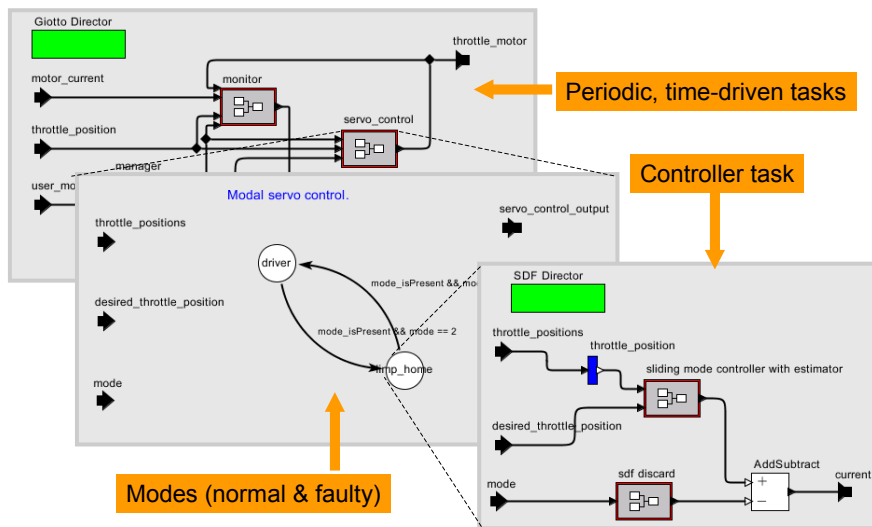 Giotto Director
throttle_motor
motor_current
monitor
Periodic, time-driven tasks
throttle_position
servo_control
manager
Controller task
Modal servo control.
throttle_positions
servo_control_output
driver
SDF Director
mode_isPresent && 
desired_throttle_position
mode_isPresent && mode == 2
throttle_positions
throttle_position
sliding mode controller with estimator
mode
desired_throttle_position
AddSubtract
current
mode
sdf discard
Modes (normal & faulty)